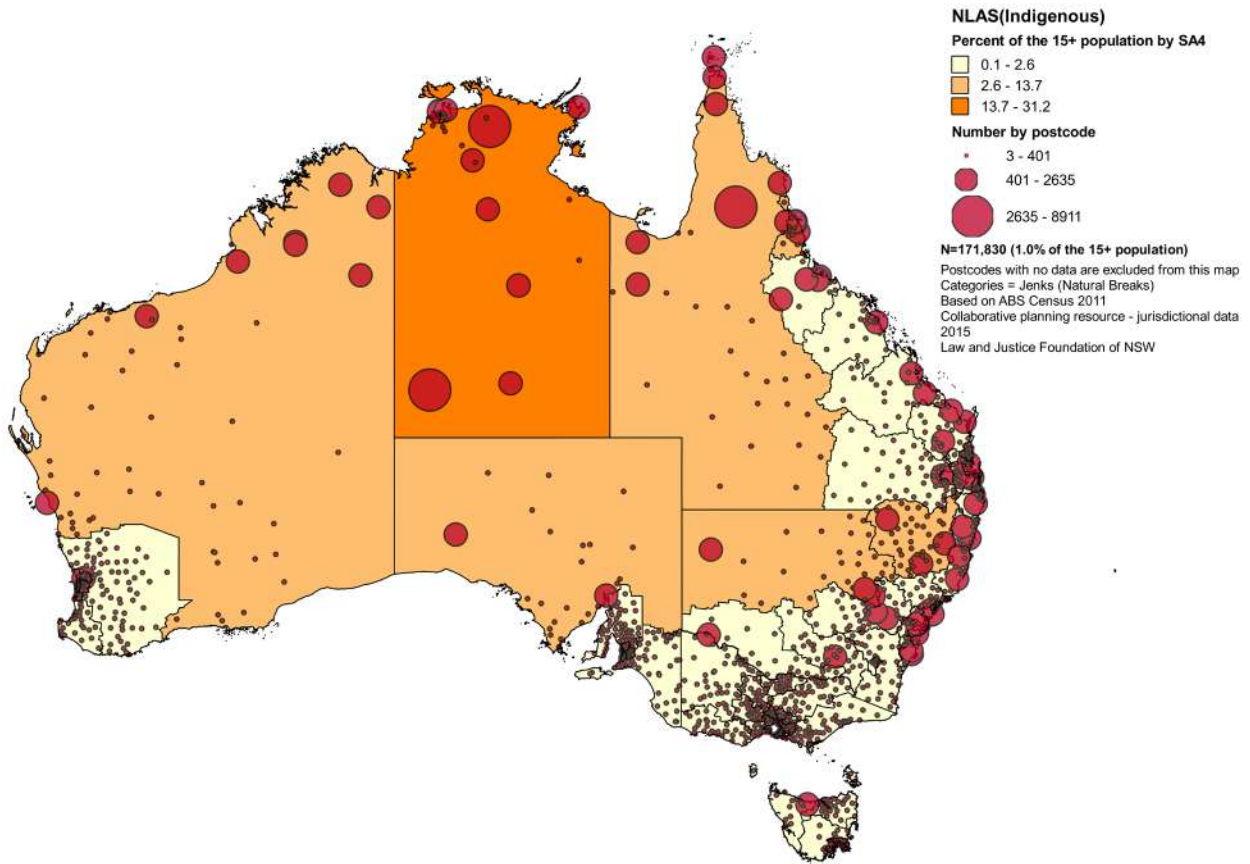 NLAS(Indigenous)
Percent of the 15+ population by SA4
0.1 - 2.6
2.6 - 13.7
13.7 - 31.2
Number by postcode
3 - 401
401 - 2635
2635 - 8911
N=171,830 (1.0% of the 15+ population)
Postcodes with no data are excluded from this map
Categories = Jenks (Natural Breaks)
Based on ABS Census 2011
Collaborative planning resource - jurisdictional data
2015
Law and Justice Foundation of NSW